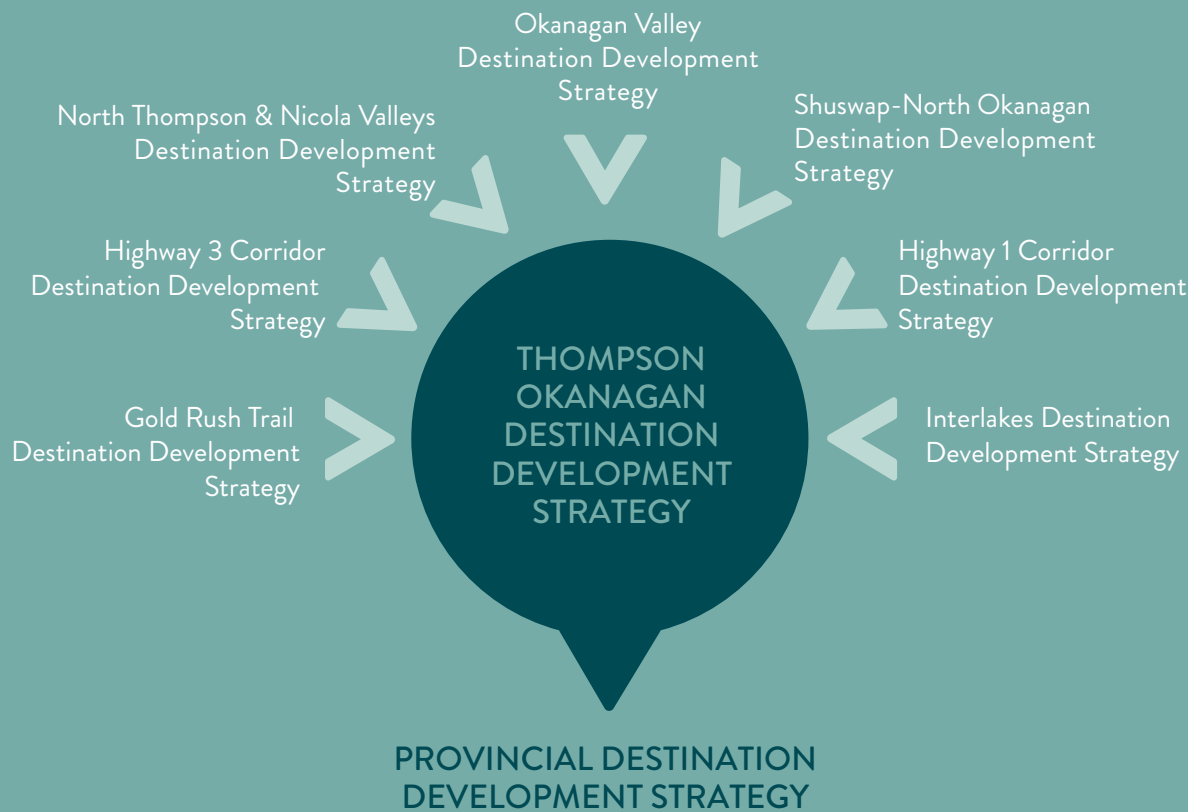 Okanagan Valley
Destination Development
Strategy
North Thompson & Nicola Valleys
Destination Development
Strategy
Shuswap-North Okanagan
Destination Development
Strategy
Highway 3 Corridor
Destination Development
Strategy
Highway 1 Corridor
Destination Development
Strategy
Gold Rush Trail
Destination Development
Strategy
THOMPSON
OKANAGAN
DESTINATION
DEVELOPMENT
STRATEGY
Interlakes Destination
Development Strategy
PROVINCIAL DESTINATION
DEVELOPMENT STRATEGY